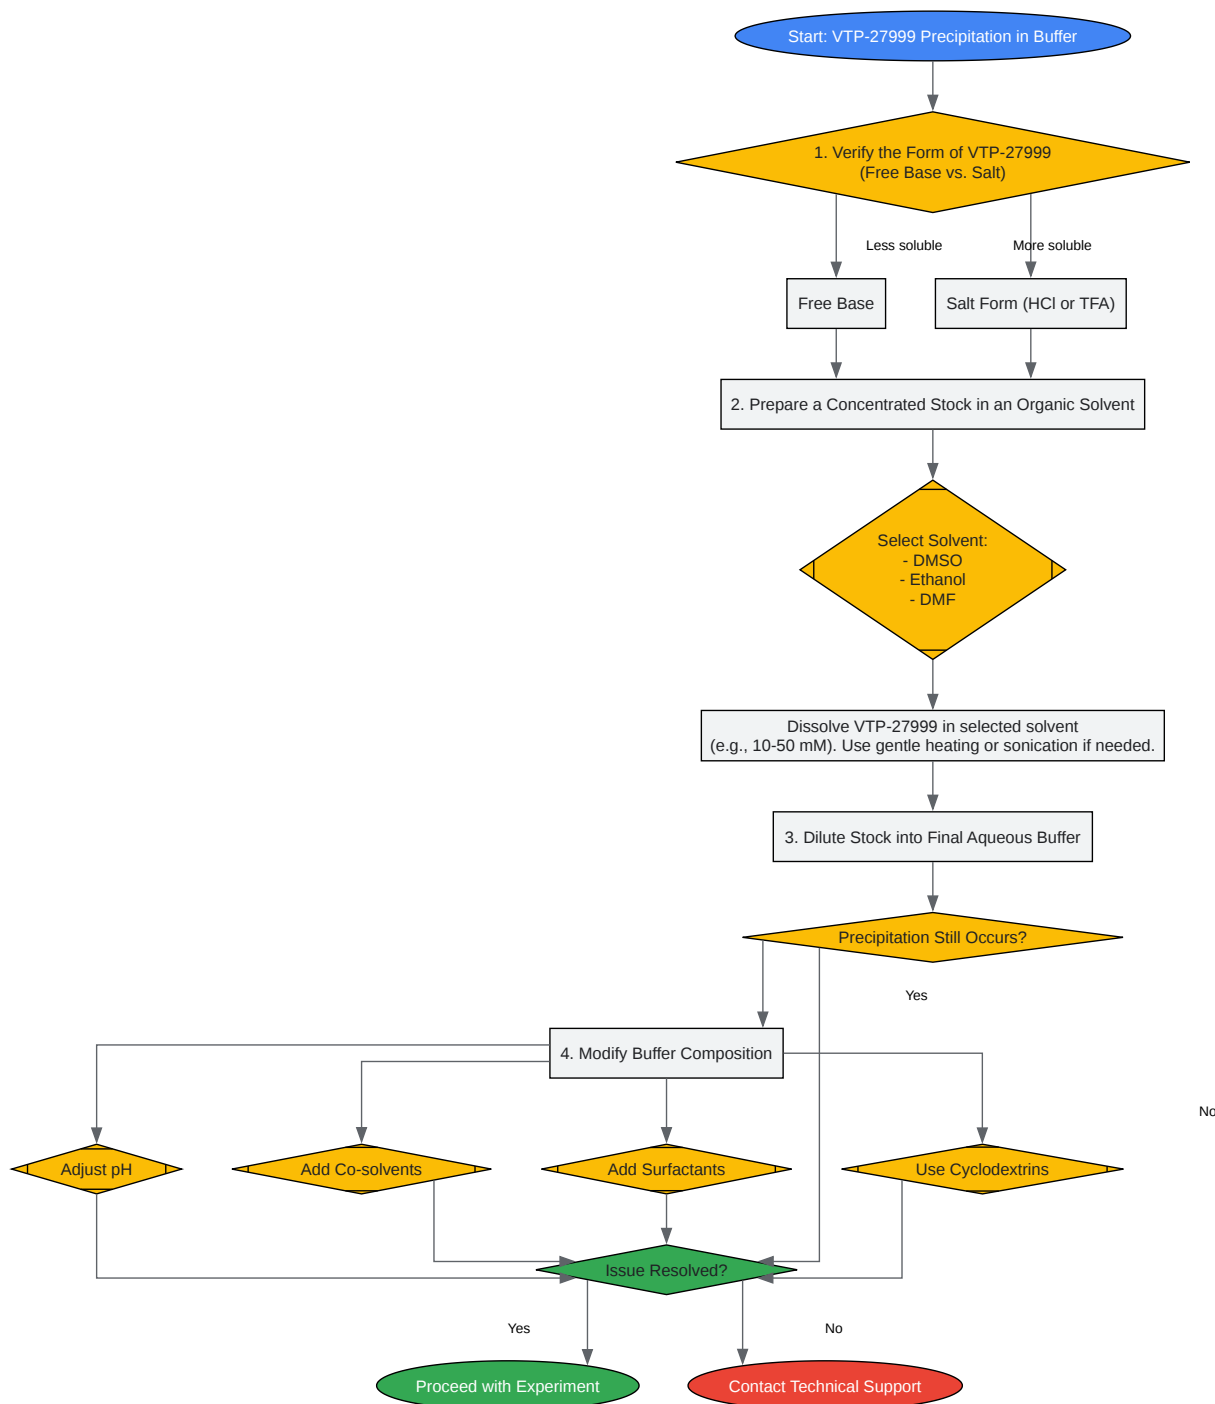 Start: VTP-27999 Precipitation in Buffer
1. Verify the Form of VTP-27999
(Free Base vs. Salt)
Less soluble
More soluble
Free Base
Salt Form (HCl or TFA)
2. Prepare a Concentrated Stock in an Organic Solvent
Select Solvent:
- DMSO
- Ethanol
- DMF
Dissolve VTP-27999 in selected solvent
(e.g., 10-50 mM). Use gentle heating or sonication if needed.
3. Dilute Stock into Final Aqueous Buffer
Precipitation Still Occurs?
Yes
4. Modify Buffer Composition
No
Adjust pH
Add Co-solvents
Add Surfactants
Use Cyclodextrins
Issue Resolved?
Yes
No
Proceed with Experiment
Contact Technical Support